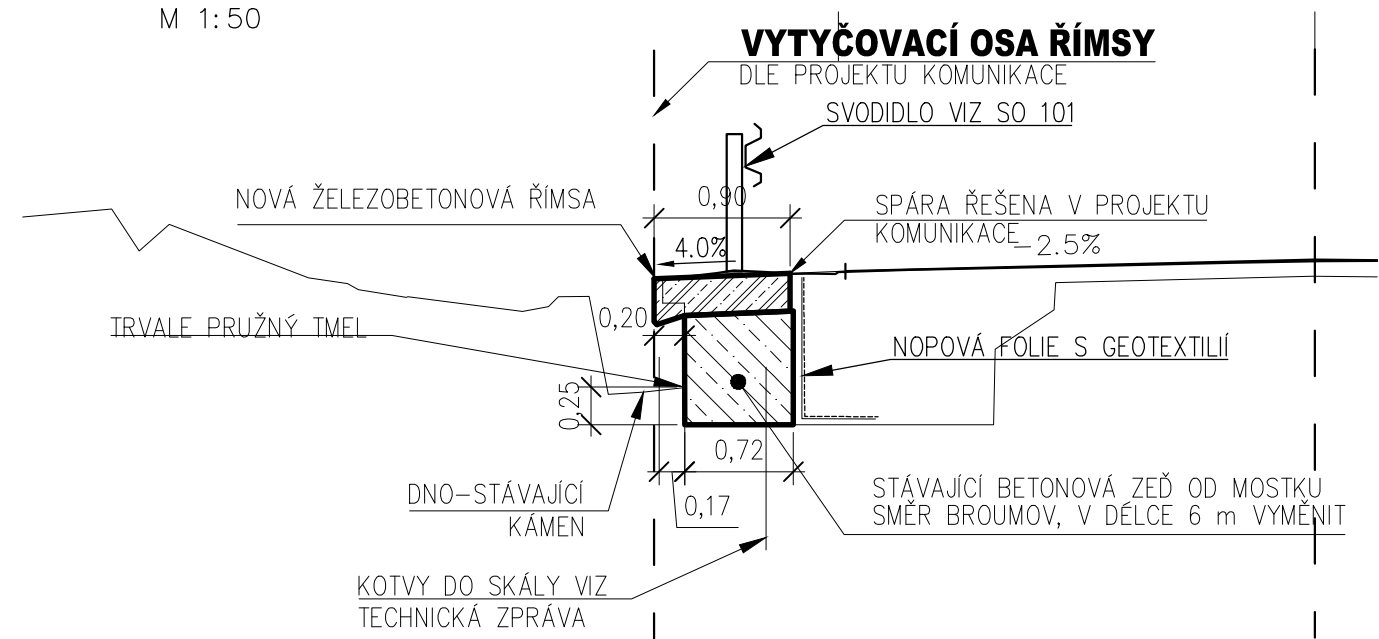 M 1:50
VYTYČOVACÍ OSA ŘÍMSY
DLE PROJEKTU KOMUNIKACE
SVODIDLO VIZ SO 101
NOVÁ ŽELEZOBETONOVÁ ŘÍMSA
0,90
SPÁRA ŘEŠENA V PROJEKTU
KOMUNIKACE
-2.5%
4.0%
TRVALE PRUŽNÝ TMEL
0,20
NOPOVÁ FOLIE S GEOTEXTILIÍ
0,25
0,72
DNO-STÁVAJÍCÍ
KÁMEN
0,17
STÁVAJÍCÍ BETONOVÁ ZEĎ OD MOSTKU
SMĚR BROUMOV, V DÉLCE 6 m VYMĚNIT
KOTVY DO SKÁLY VIZ
TECHNICKÁ ZPRÁVA